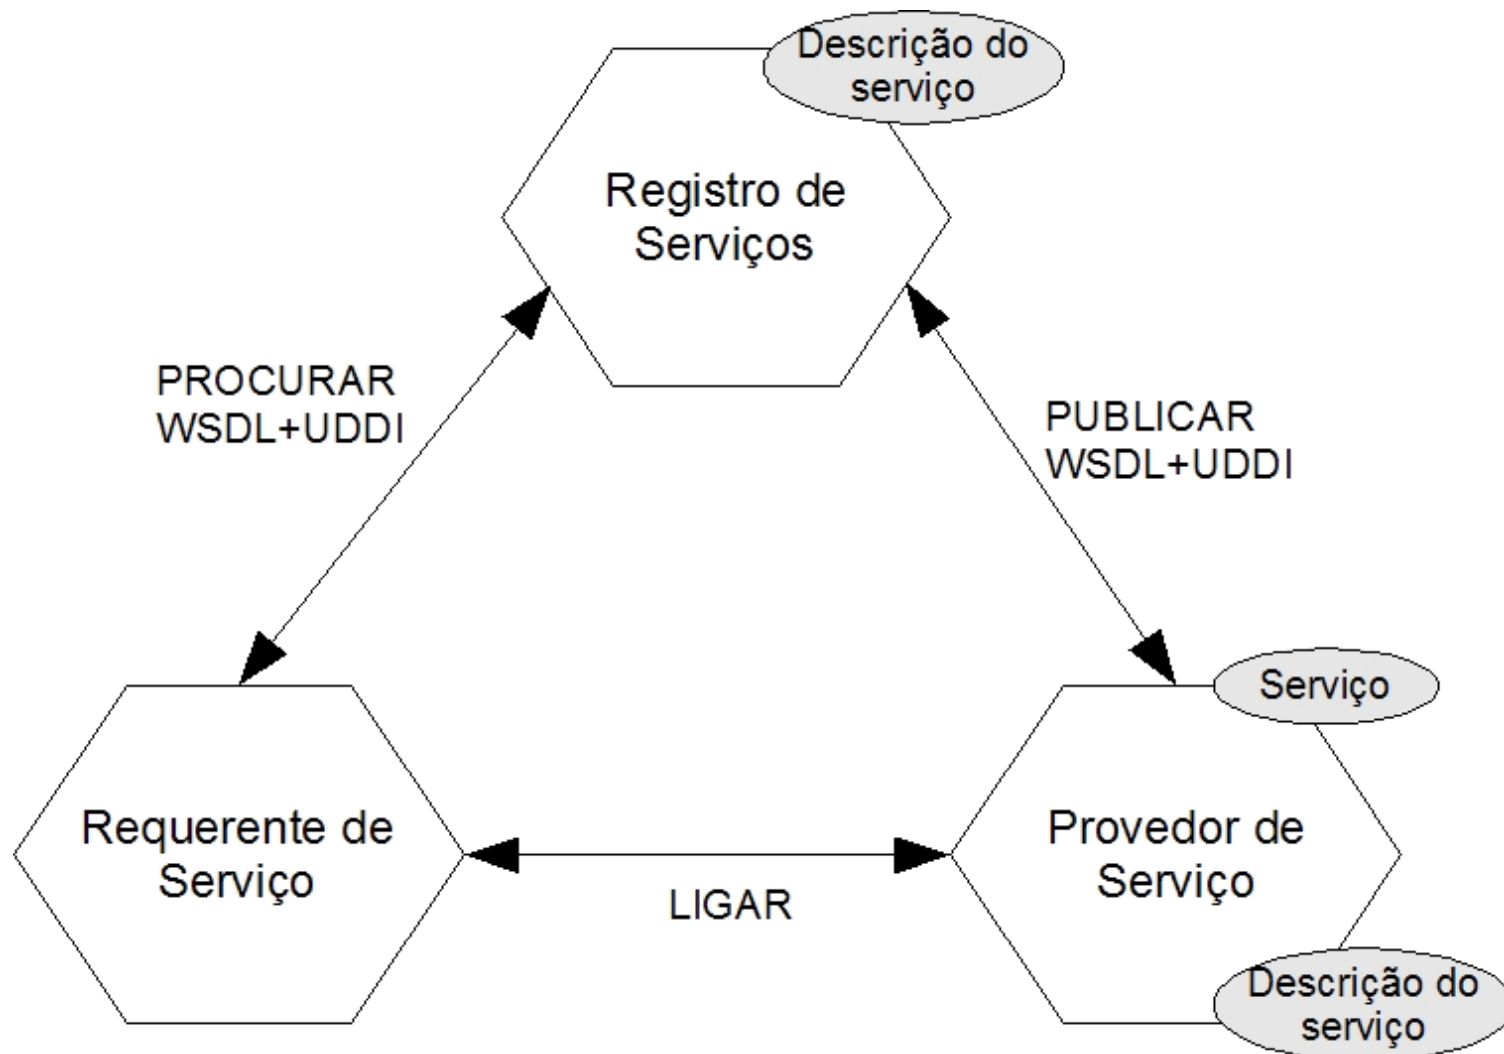 Descrição do
serviço
Registro de
Serviços
PROCURAR
WSDL+UDDI
PUBLICAR
WSDL+UDDI
Serviço
Requerente de
Serviço
Provedor de
Serviço
LIGAR
Descrição do
serviço